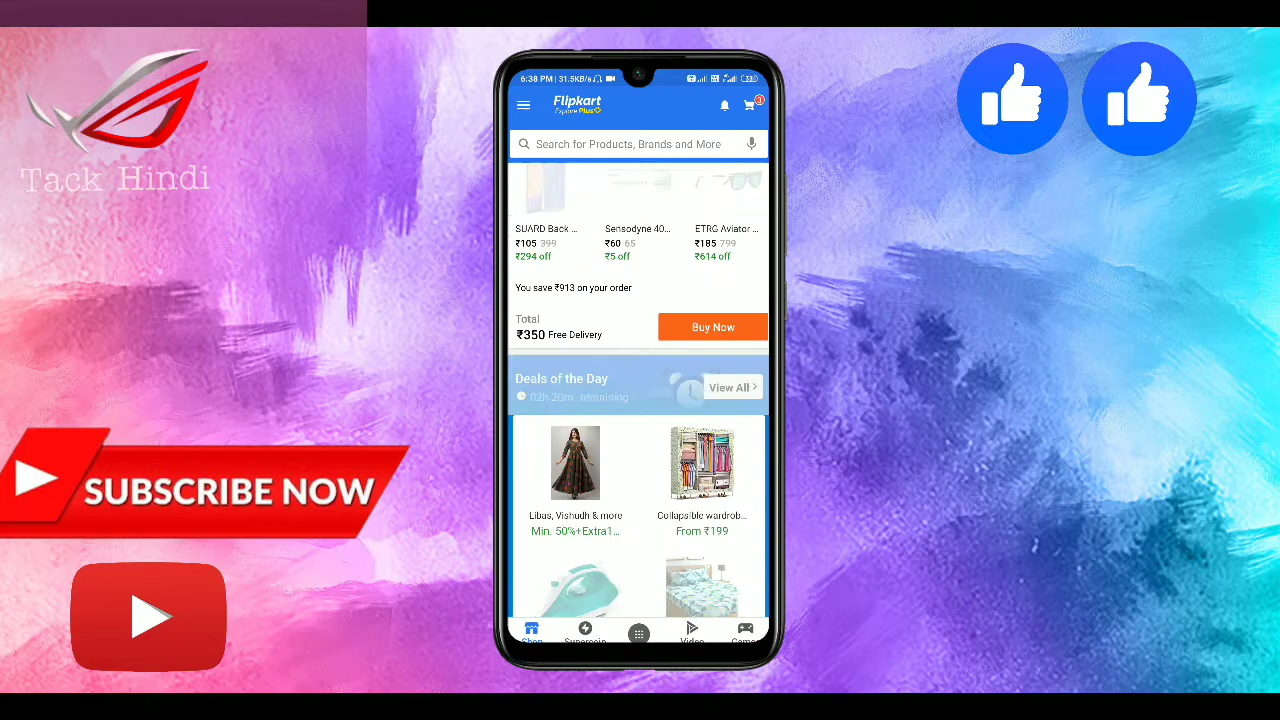 Tack Hindi
SUBSCRIBE NOW
6:38 PM | 31.5KB/s
Flipkart
Explore Plus
3
Search for Products, Brands and More
SUARD Back ...
Sensodyne 40...
ETRG Aviator ...
₹105 399
₹60 65
₹185 799
₹294 off
₹5 off
₹614 off
You save ₹913 on your order
Total
₹350 Free Delivery
Buy Now
Deals of the Day
02h 20m remaining
View All
Libas, Vishudh & more
Collapsible wardrob...
Min. 50%+Extra1...
From ₹199
Shop
Supercoin
Video
Games